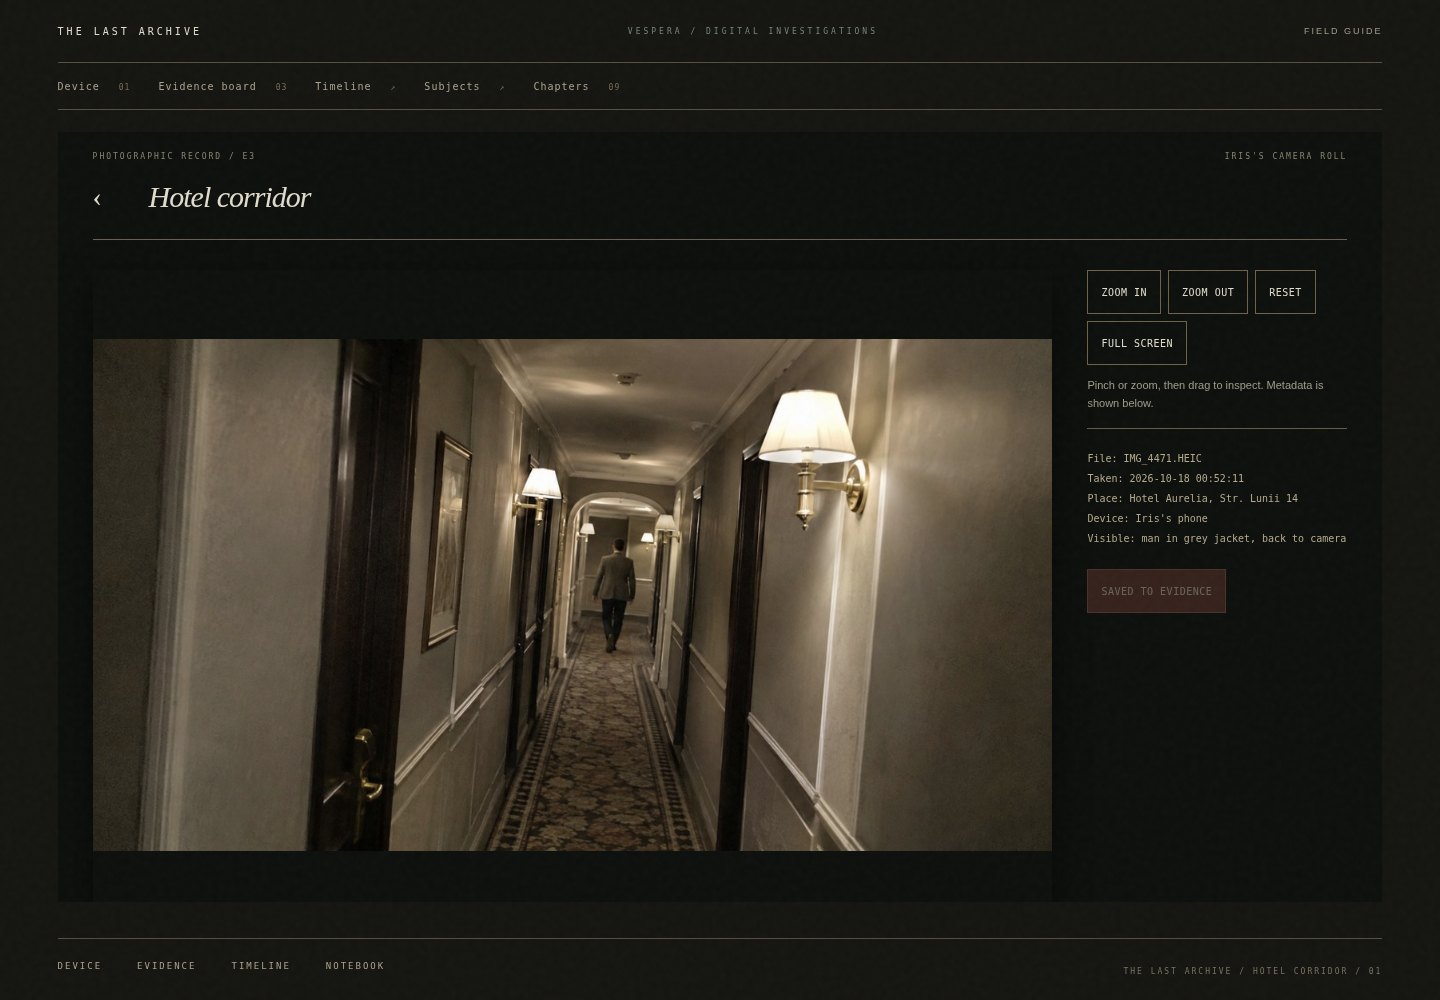 THE LAST ARCHIVE
VESPERA / DIGITAL INVESTIGATIONS
FIELD GUIDE
Device 01 Evidence board 03 Timeline ↗ Subjects ↗ Chapters 09
PHOTOGRAPHIC RECORD / E3
IRIS'S CAMERA ROLL
‹ Hotel corridor
ZOOM IN ZOOM OUT RESET
FULL SCREEN
Pinch or zoom, then drag to inspect. Metadata is
shown below.
File: IMG_4471.HEIC
Taken: 2026-10-18 00:52:11
Place: Hotel Aurelia, Str. Lunii 14
Device: Iris's phone
Visible: man in grey jacket, back to camera
SAVED TO EVIDENCE
DEVICE EVIDENCE TIMELINE NOTEBOOK
THE LAST ARCHIVE / HOTEL CORRIDOR / 01